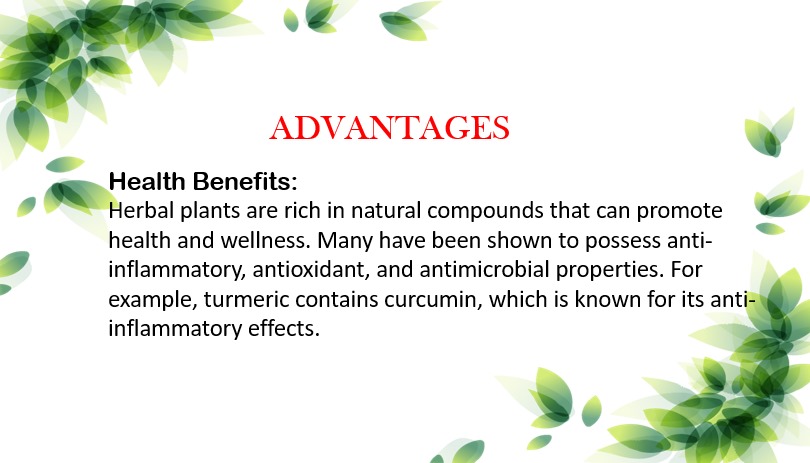 ADVANTAGES
Health Benefits:
Herbal plants are rich in natural compounds that can promote
health and wellness. Many have been shown to possess anti-
inflammatory, antioxidant, and antimicrobial properties. For
example, turmeric contains curcumin, which is known for its anti-
inflammatory effects.